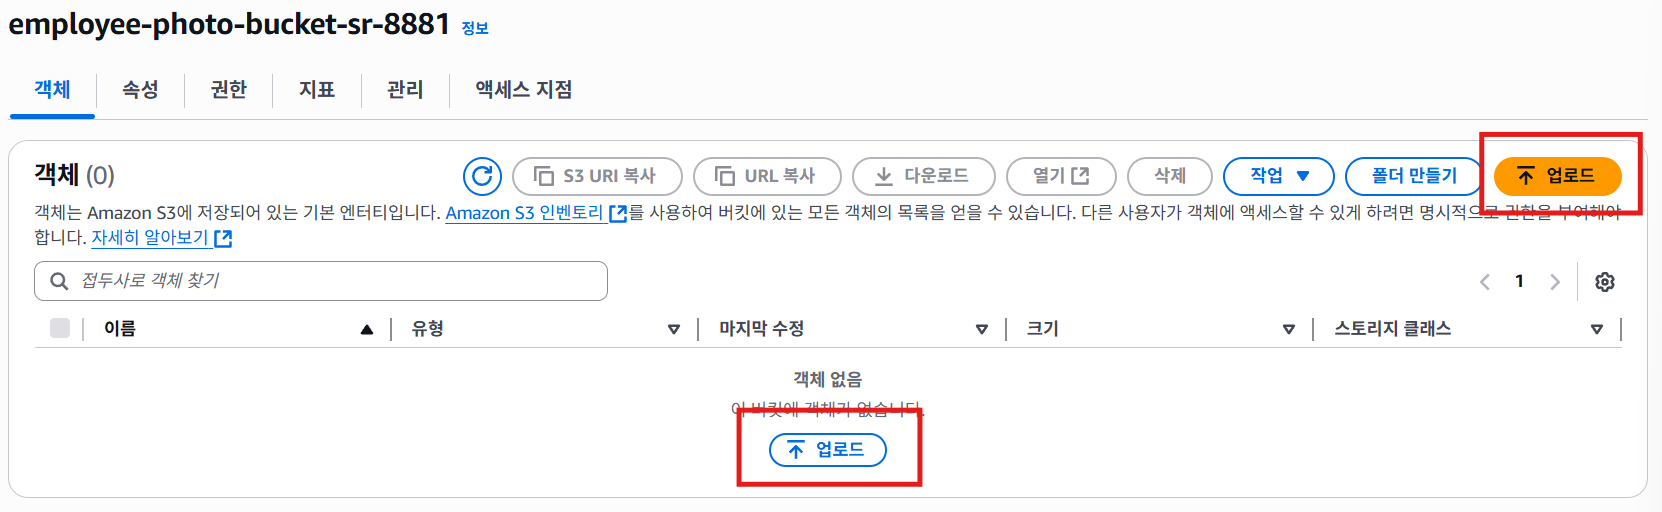 employee-photo-bucket-sr-8881 정보
객체 속성 권한 지표 관리 액세스 지점
객체 (0) S3 URI 복사 URL 복사 다운로드 열기 삭제 작업 폴더 만들기 업로드
객체는 Amazon S3에 저장되어 있는 기본 엔터티입니다. Amazon S3 인벤토리를 사용하여 버킷에 있는 모든 객체의 목록을 얻을 수 있습니다. 다른 사용자가 객체에 액세스할 수 있게 하려면 명시적으로 권한을 부여해야
합니다. 자세히 알아보기
접두사로 객체 찾기 1
이름 유형 마지막 수정 크기 스토리지 클래스
객체 없음
이 버킷에 객체가 없습니다.
업로드